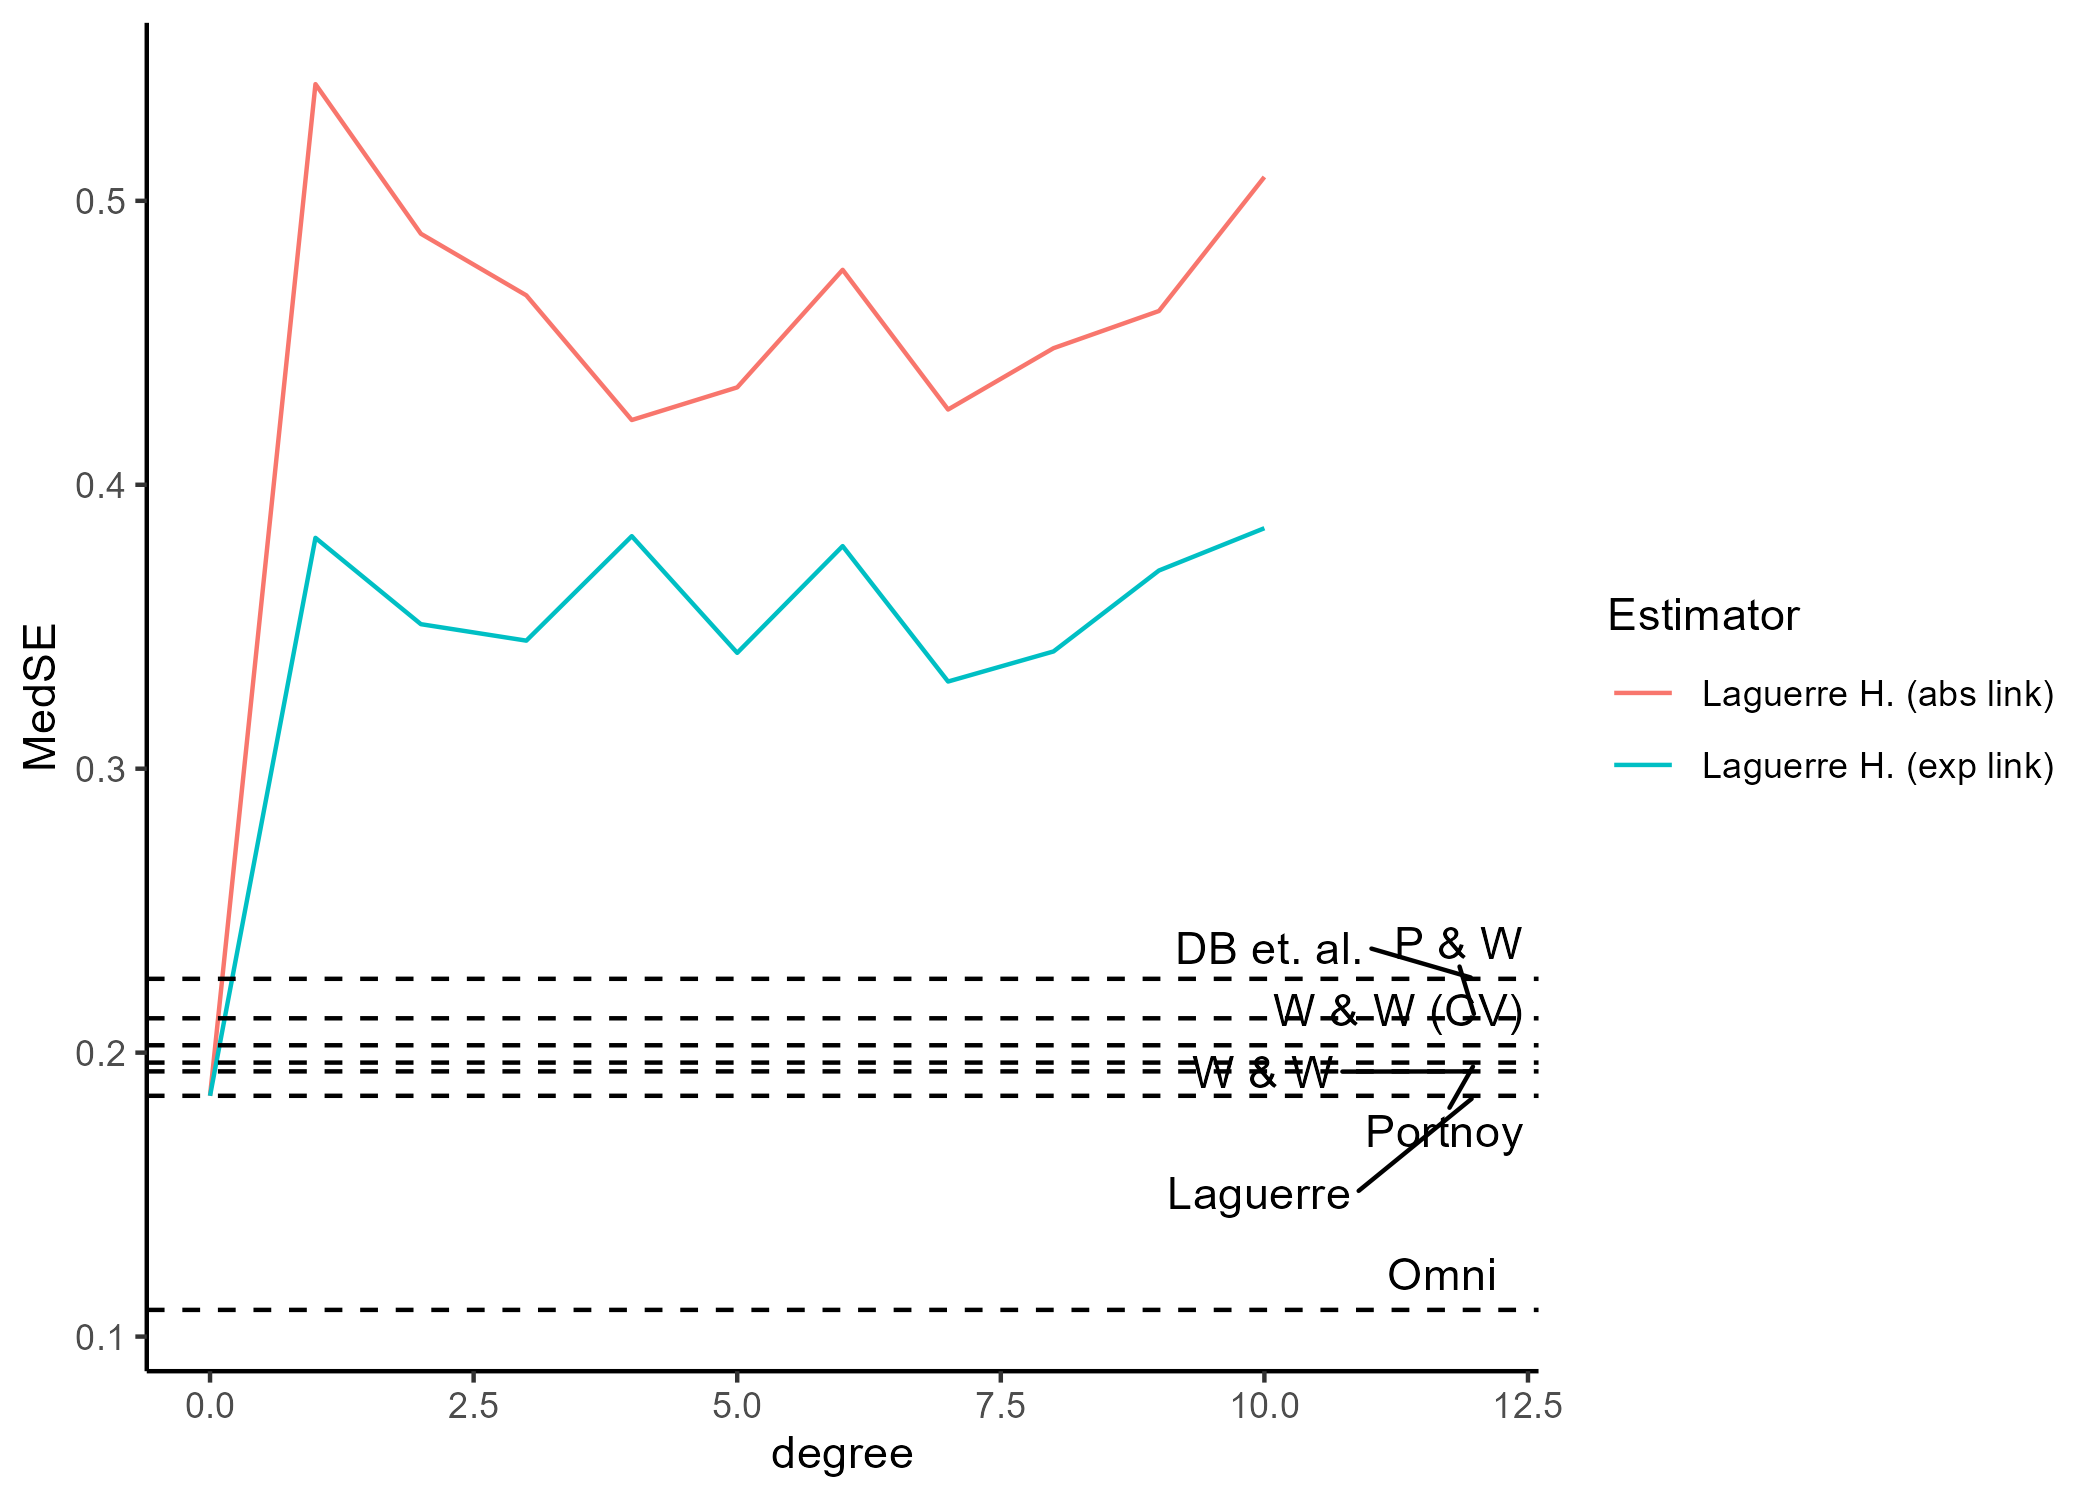 MedSE
0.5
0.4
0.3
0.2
0.1
DB et. al.
P & W
W & W (CV)
W & W
Portnoy
Laguerre
Omni
0.0
2.5
5.0
7.5
10.0
12.5
degree
Estimator
Laguerre H. (abs link)
Laguerre H. (exp link)